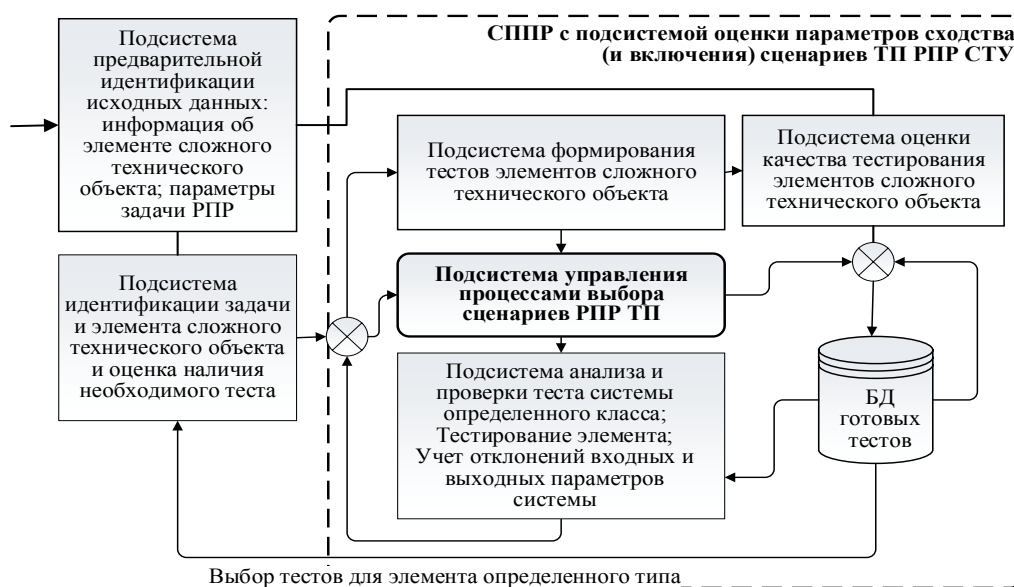 Подсистема
предварительной
идентификации
исходных данных:
информация об
элементе сложного
технического
объекта; параметры
задачи РПР
СППР с подсистемой оценки параметров сходства
(и включения) сценариев ТП РПР СТУ
Подсистема формирования
тестов элементов сложного
технического объекта
Подсистема оценки
качества тестирования
элементов сложного
технического объекта
Подсистема
идентификации задачи
и элемента сложного
технического объекта
и оценка наличия
необходимого теста
Подсистема управления
процессами выбора
сценариев РПР ТП
Подсистема анализа и
проверки теста системы
определенного класса;
Тестирование элемента;
Учет отклонений входных и
выходных параметров
системы
БД
готовых
тестов
Выбор тестов для элемента определенного типа